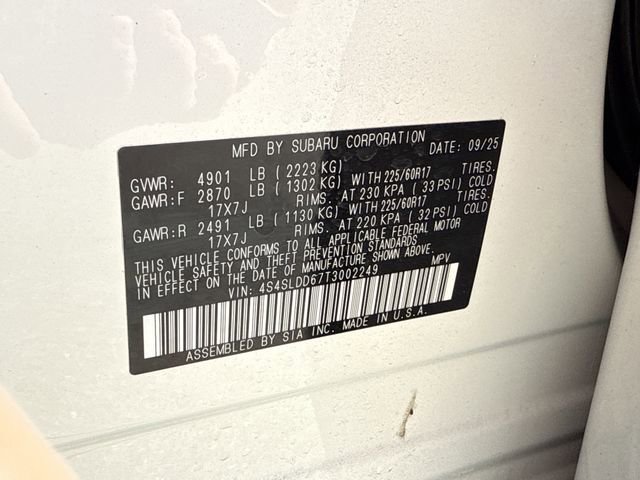 MFD BY SUBARU CORPORATION DATE: 09/25
GVWR: 4901 LB (2223 KG)
GAWR:F 2870 LB (1302 KG) WITH 225/60R17 TIRES.
17X7J RIMS. AT 230 KPA (33 PSI) COLD
GAWR:R 2491 LB (1130 KG) WITH 225/60R17 TIRES.
17X7J RIMS. AT 220 KPA (32 PSI) COLD
THIS VEHICLE CONFORMS TO ALL APPLICABLE FEDERAL MOTOR
VEHICLE SAFETY AND THEFT PREVENTION STANDARDS
IN EFFECT ON THE DATE OF MANUFACTURE SHOWN ABOVE.
VIN: 4S4SLDD67T3002249 MPV
ASSEMBLED BY SIA INC. MADE IN U.S.A.